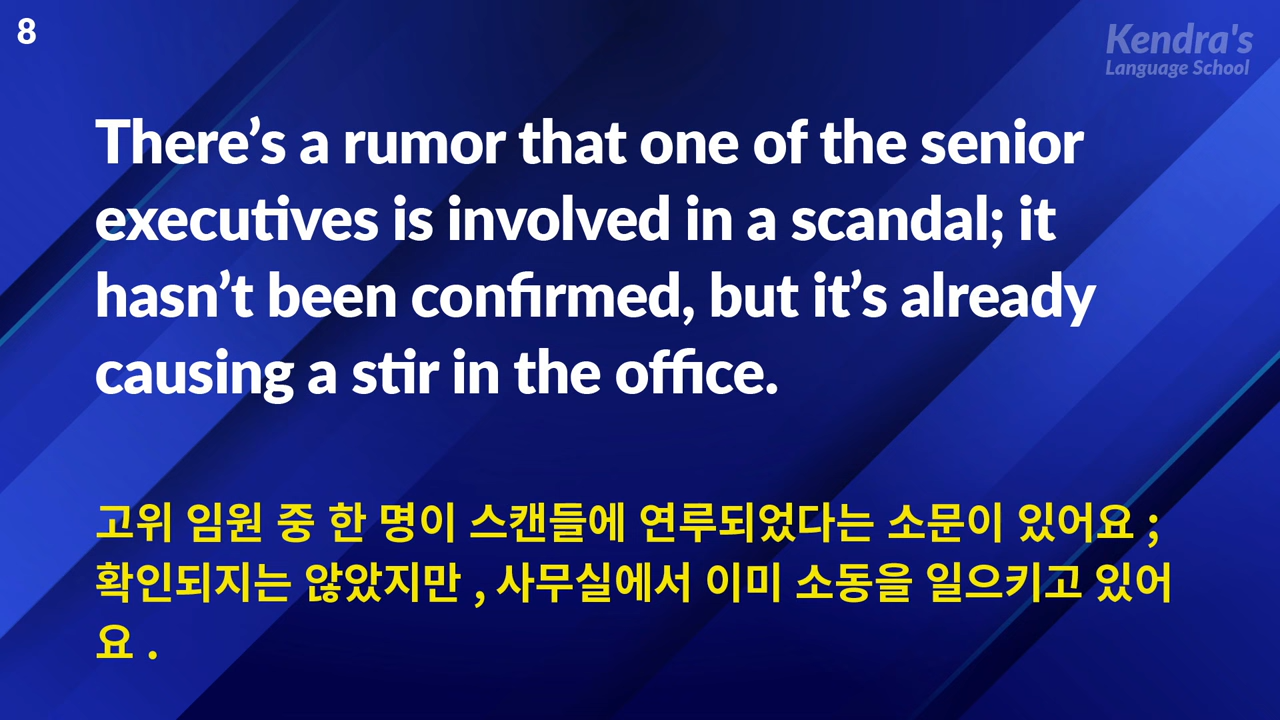 8
Kendra's
Language School
There’s a rumor that one of the senior
executives is involved in a scandal; it
hasn’t been confirmed, but it’s already
causing a stir in the office.
고위 임원 중 한 명이 스캔들에 연루되었다는 소문이 있어요 ;
확인되지는 않았지만 , 사무실에서 이미 소동을 일으키고 있어
요 .